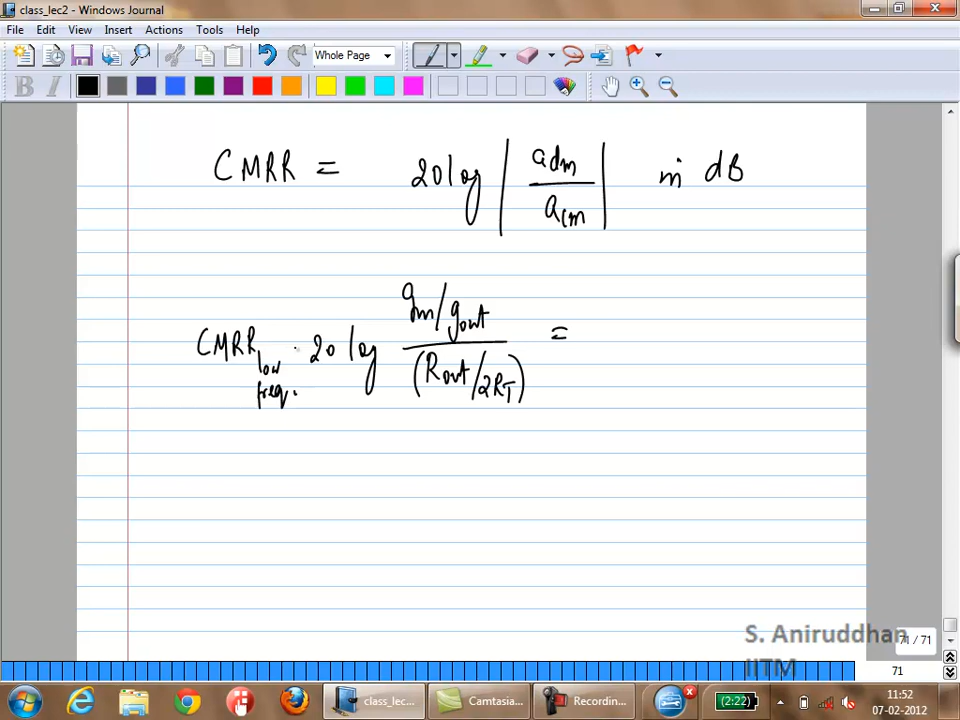 class_lec2 - Windows Journal
File Edit View Insert Actions Tools Help
Whole Page
B I
CMRR = 20 log | adm / acm | in dB
CMRR low freq. = 20 log (gm/gout) / (Rout/2RT) =
S. Aniruddhan
IITM
71 / 71
71
class_lec... Camtasia... Recordin... (2:22) 11:52
07-02-2012